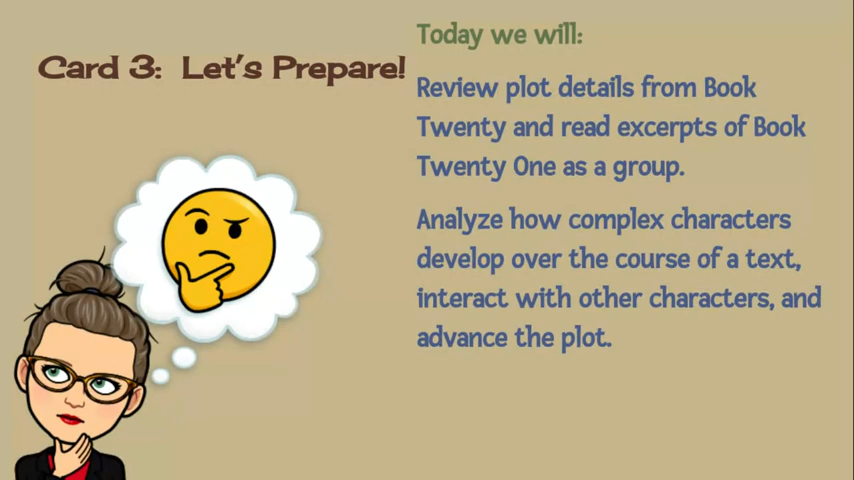 Card 3: Let's Prepare!
Today we will:
Review plot details from Book
Twenty and read excerpts of Book
Twenty One as a group.
Analyze how complex characters
develop over the course of a text,
interact with other characters, and
advance the plot.